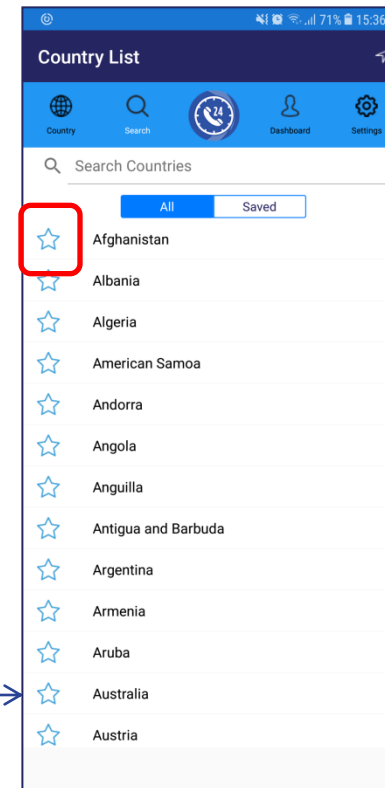 71% 15:36
Country List
24
Country Search Dashboard Settings
Search Countries
All Saved
Afghanistan
Albania
Algeria
American Samoa
Andorra
Angola
Anguilla
Antigua and Barbuda
Argentina
Armenia
Aruba
Australia
Austria